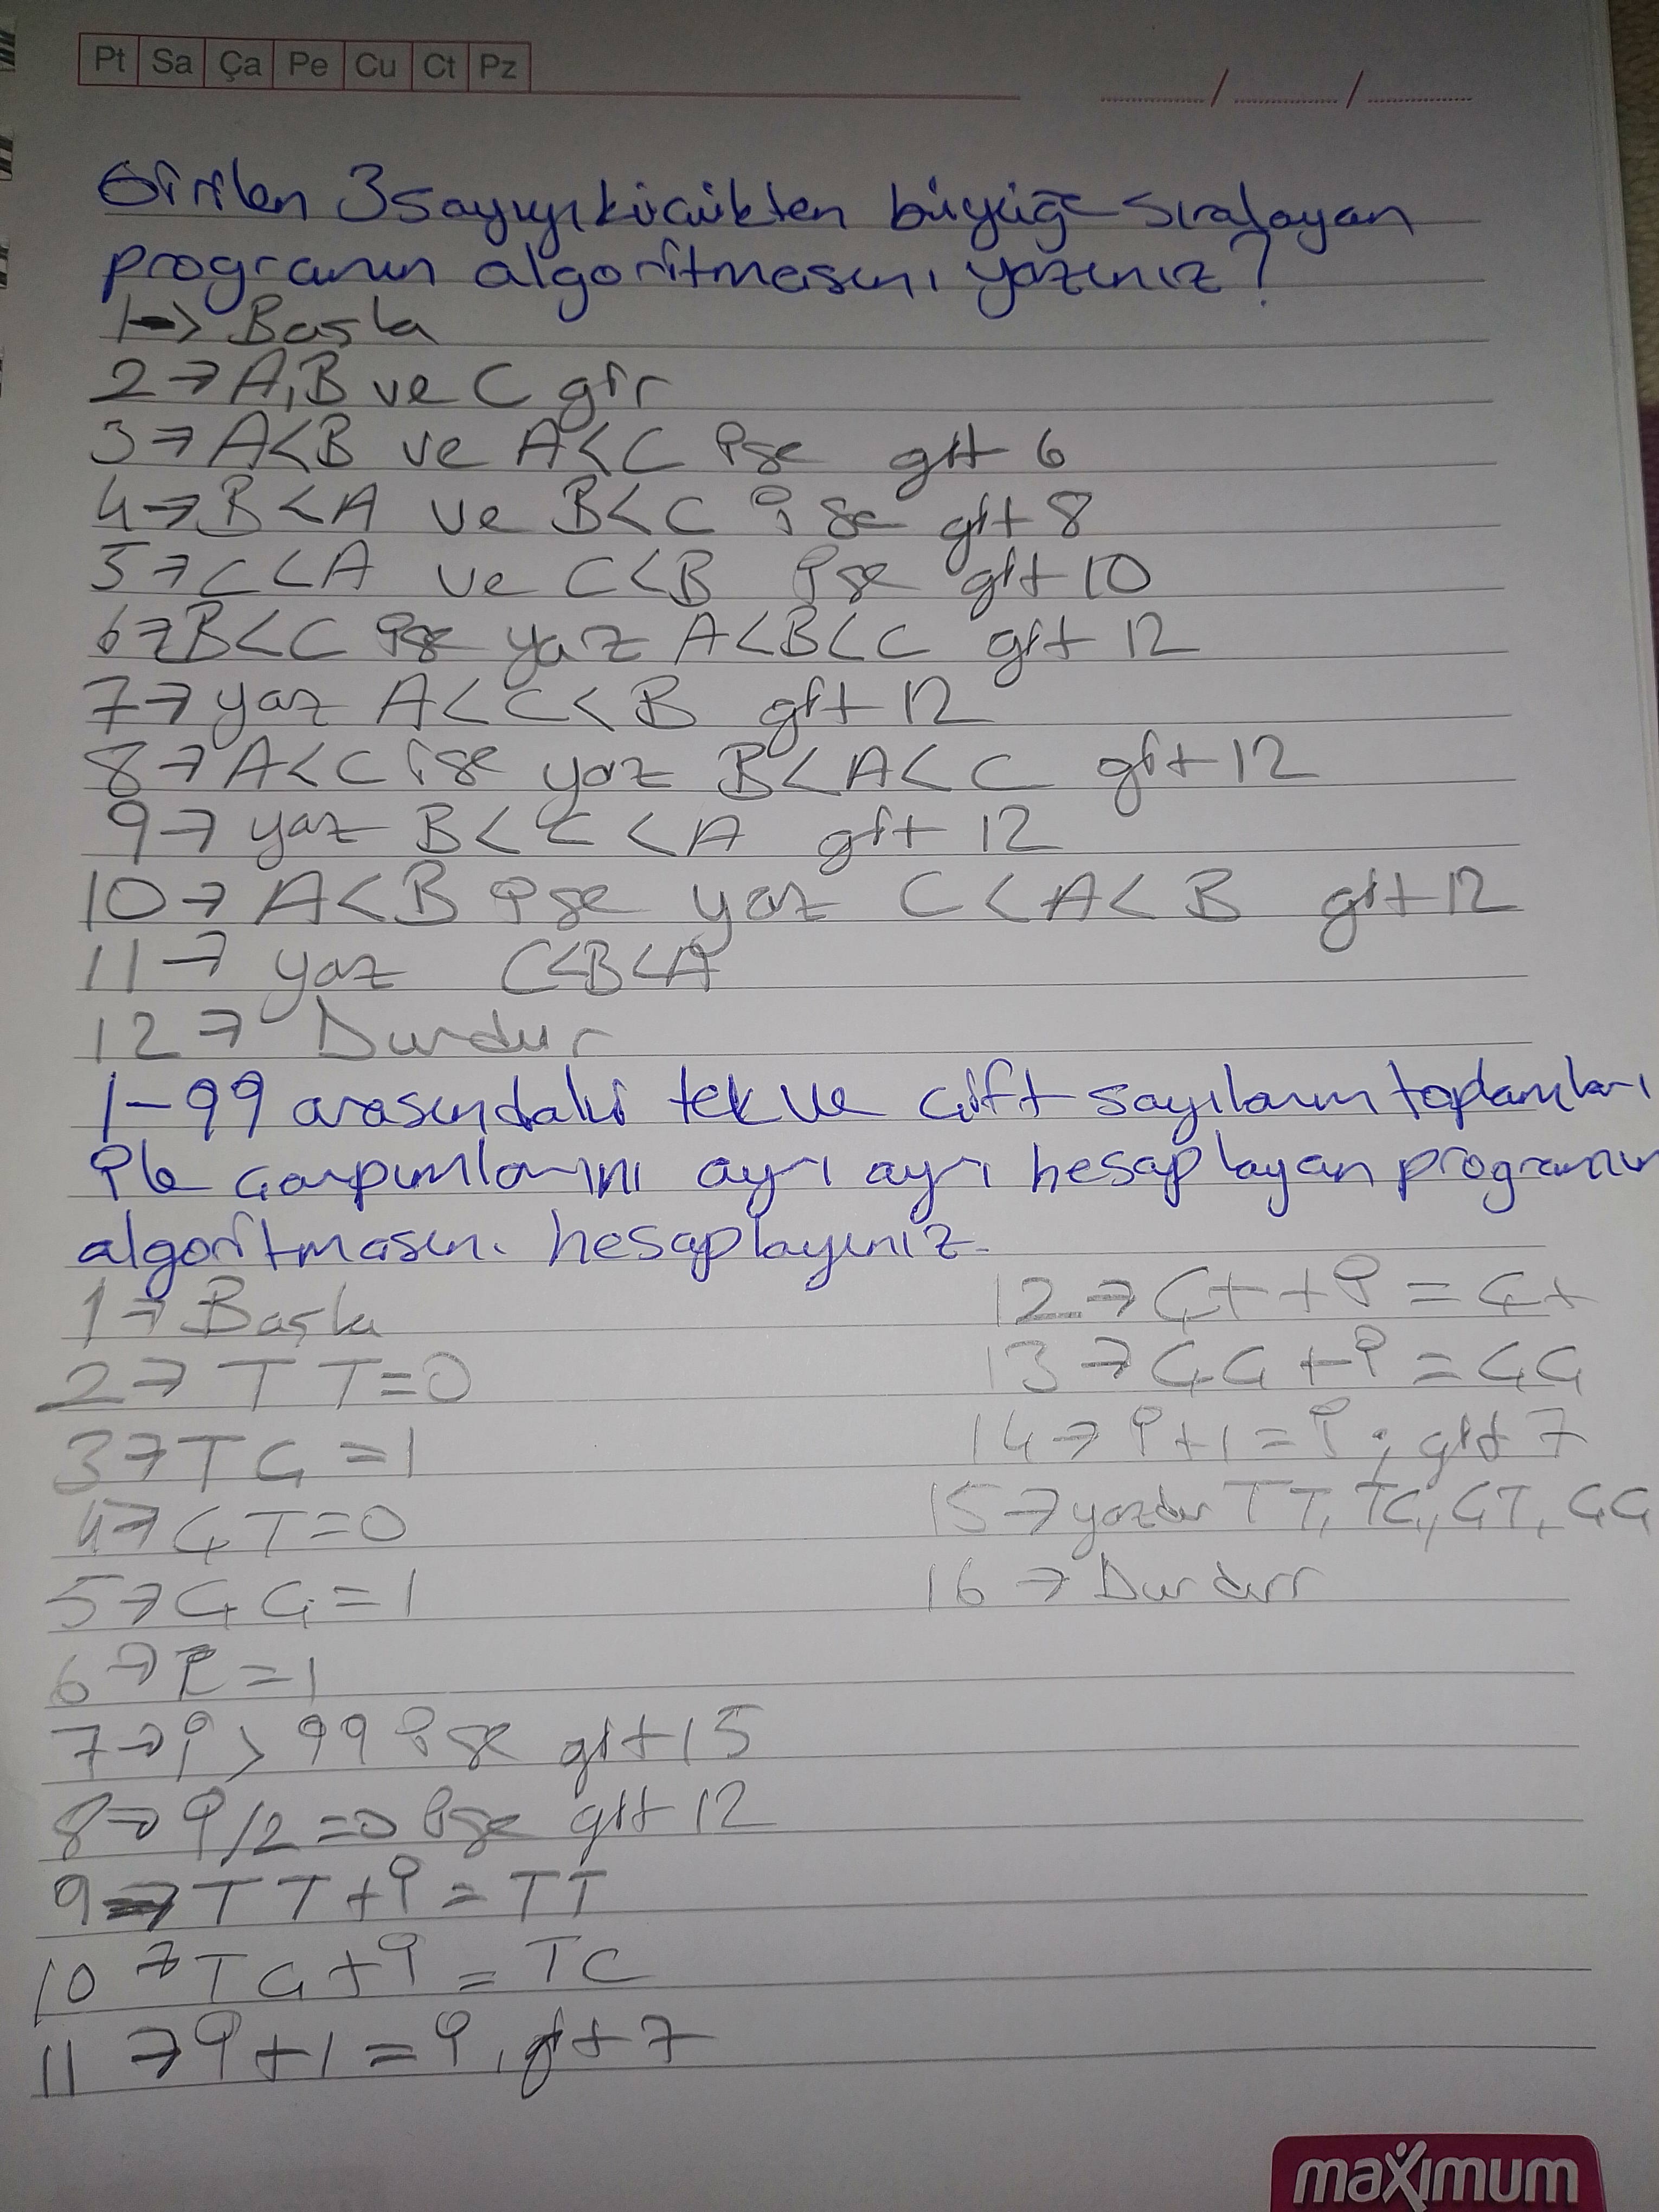 Pt Sa Ça Pe Cu Ct Pz
...../...../.....
Girilen 3 sayıyı küçükten büyüğe sıralayan
programın algoritmasını yazınız?
1-> Başla
2-> A,B ve C gir
3-> A<B ve A<C ise git 6
4-> B<A ve B<C ise git 8
5-> C<A ve C<B ise git 10
6-> B<C ise yaz A<B<C git 12
7-> yaz A<C<B git 12
8-> A<C ise yaz B<A<C git 12
9-> yaz B<C<A git 12
10-> A<B ise yaz C<A<B git 12
11-> yaz C<B<A
12-> Durdur
1-99 arasındaki tek ve çift sayıların toplamları
ile çarpımlarını ayrı ayrı hesaplayan programın
algoritmasını hesaplayınız.
1-> Başla
2-> TT=0
3-> TÇ=1
4-> ÇT=0
5-> ÇÇ=1
6-> İ=1
7-> i>99 ise git 15
8-> i/2=0 ise git 12
9-> TT+i=TT
10-> TÇ+i=TC
11-> i+1=i, git 7
12-> Çt+i=Çt
13-> ÇÇ+i=ÇÇ
14-> i+1=i; git 7
15-> yazdır TT, TÇ, ÇT, ÇÇ
16-> Durdur
maximum